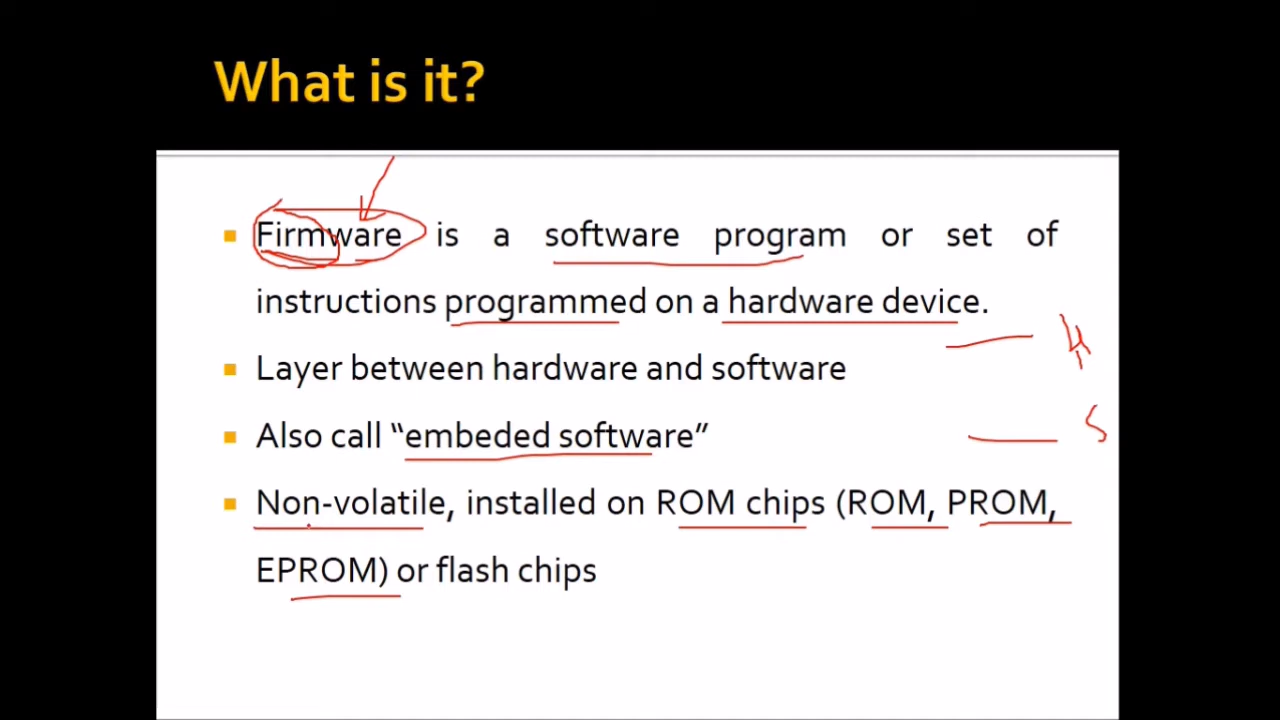 What is it?
Firmware is a software program or set of
instructions programmed on a hardware device.
H
Layer between hardware and software
Also call “embeded software”
S
Non-volatile, installed on ROM chips (ROM, PROM,
EPROM) or flash chips